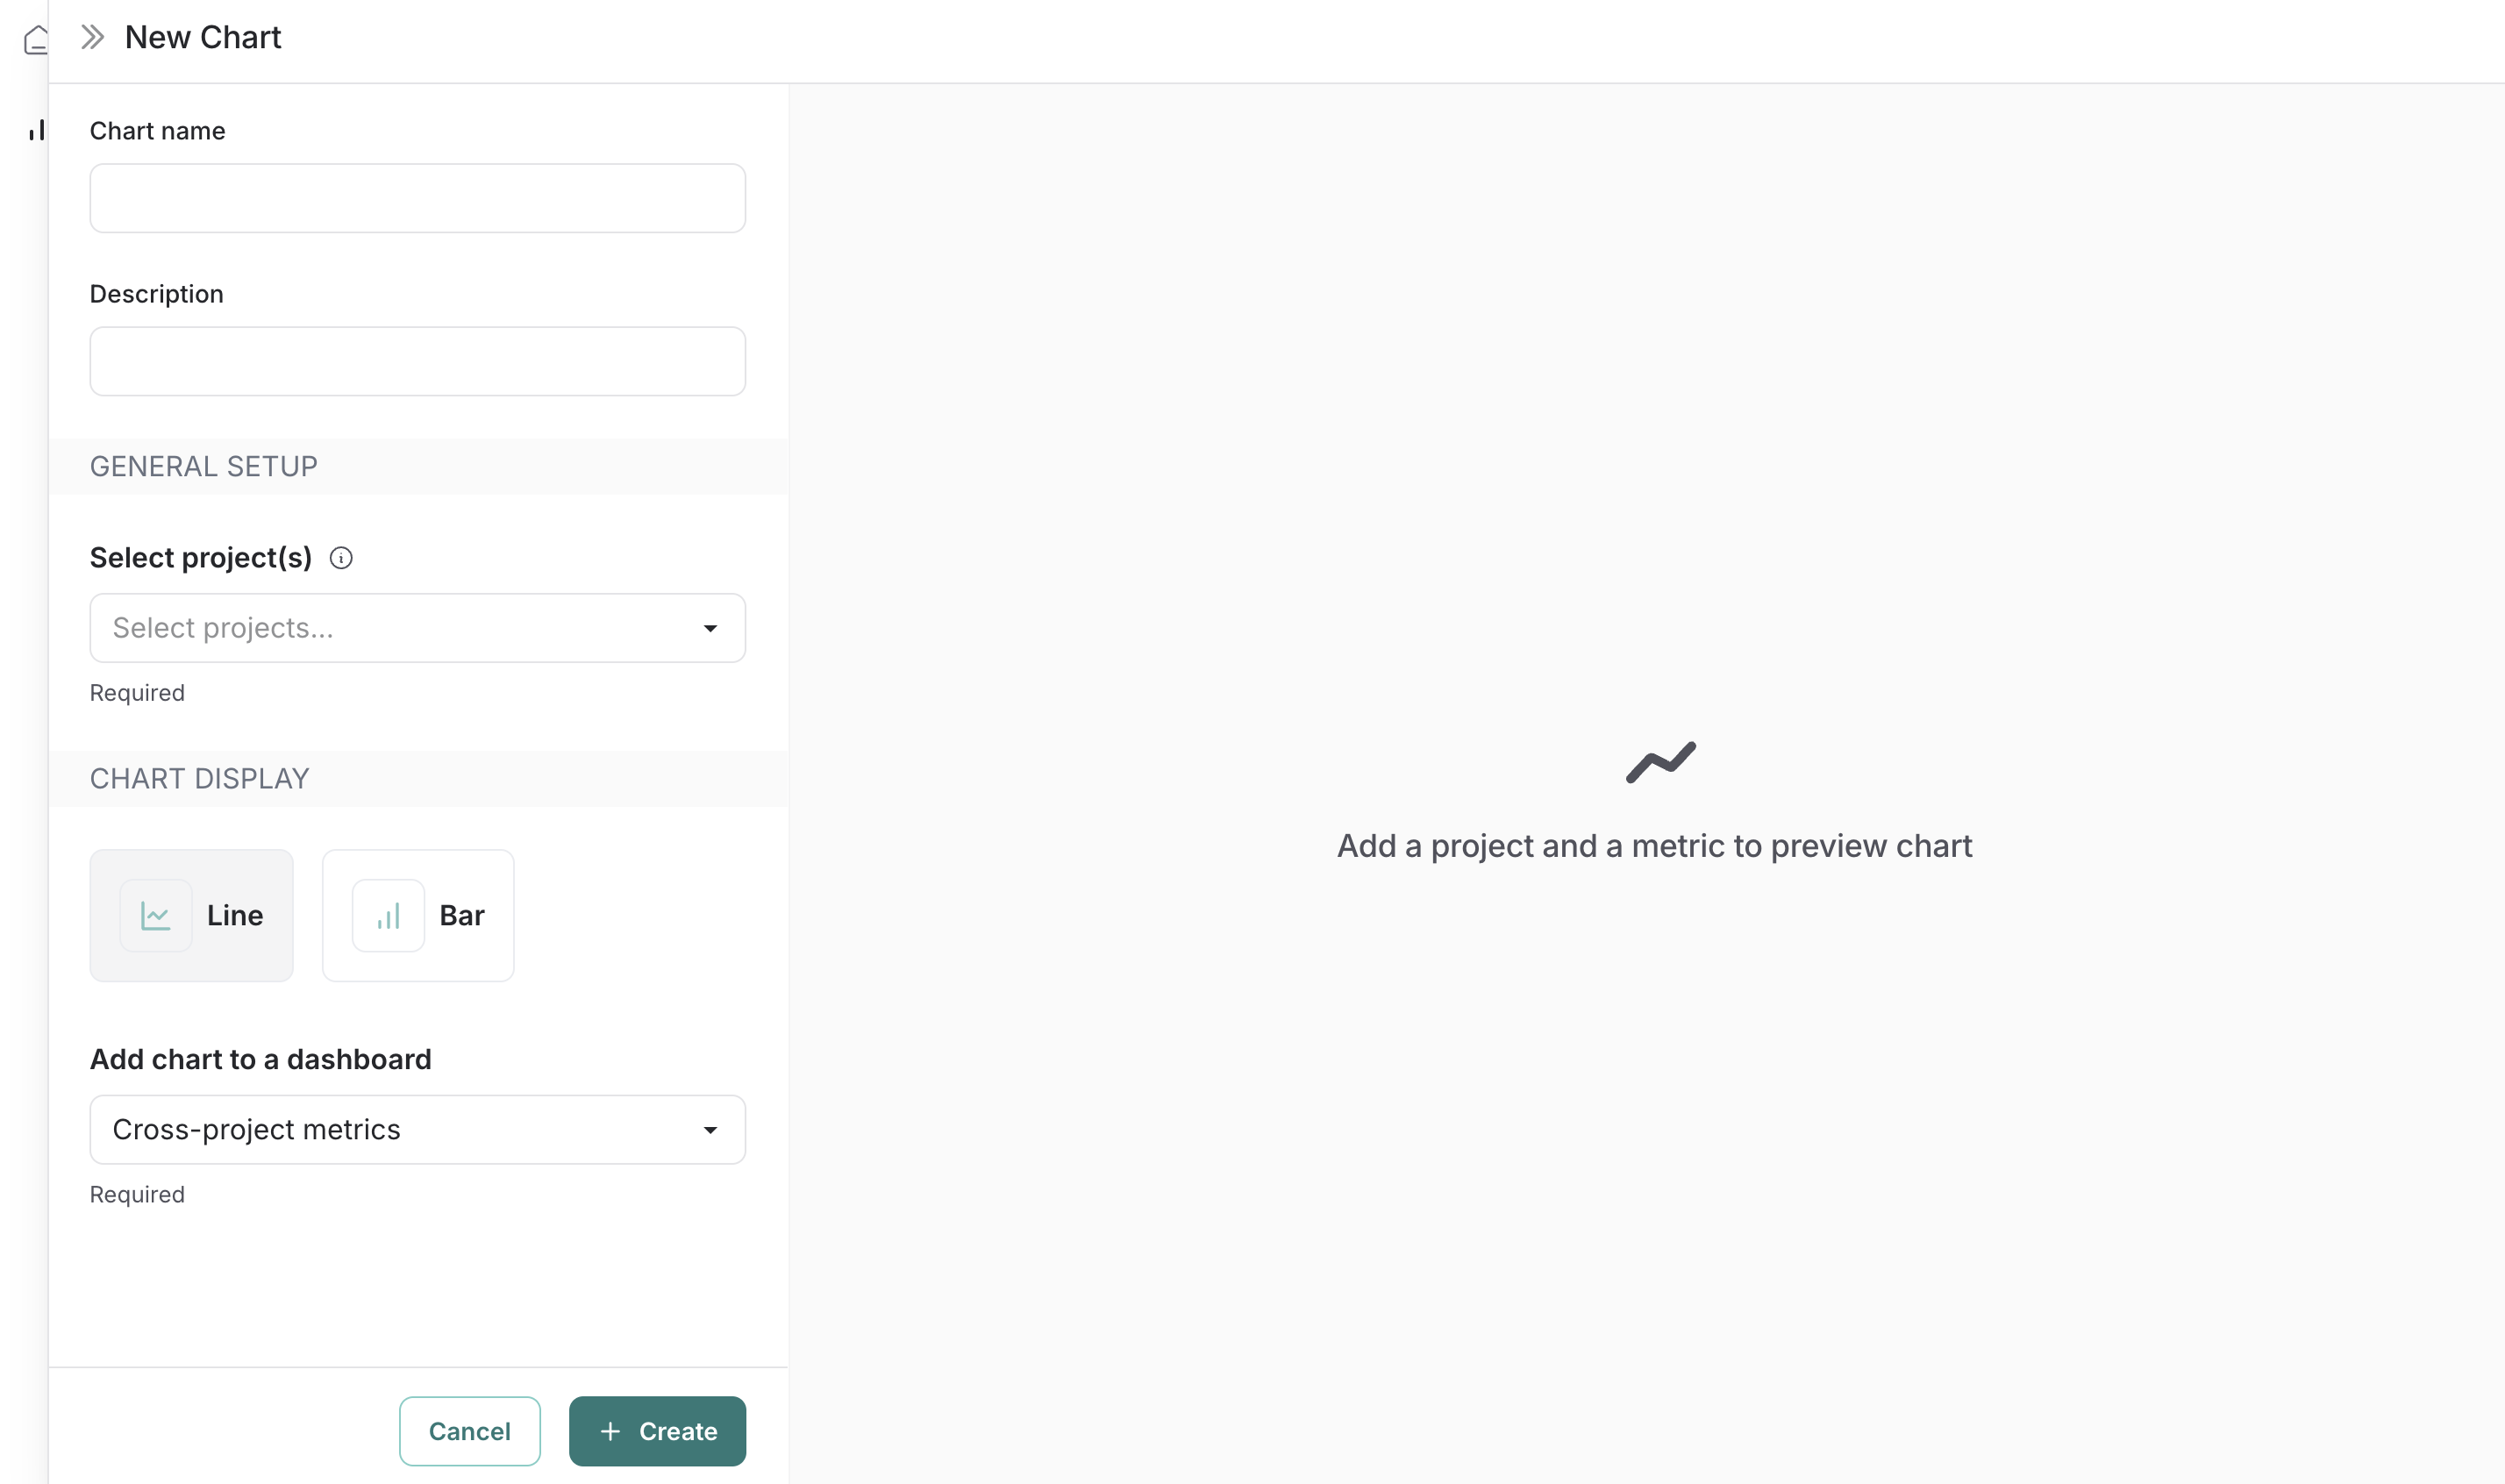 New Chart
Chart name
Description
GENERAL SETUP
Select project(s)
Select projects...
Required
CHART DISPLAY
Line
Bar
Add chart to a dashboard
Cross-project metrics
Required
Cancel
+ Create
Add a project and a metric to preview chart